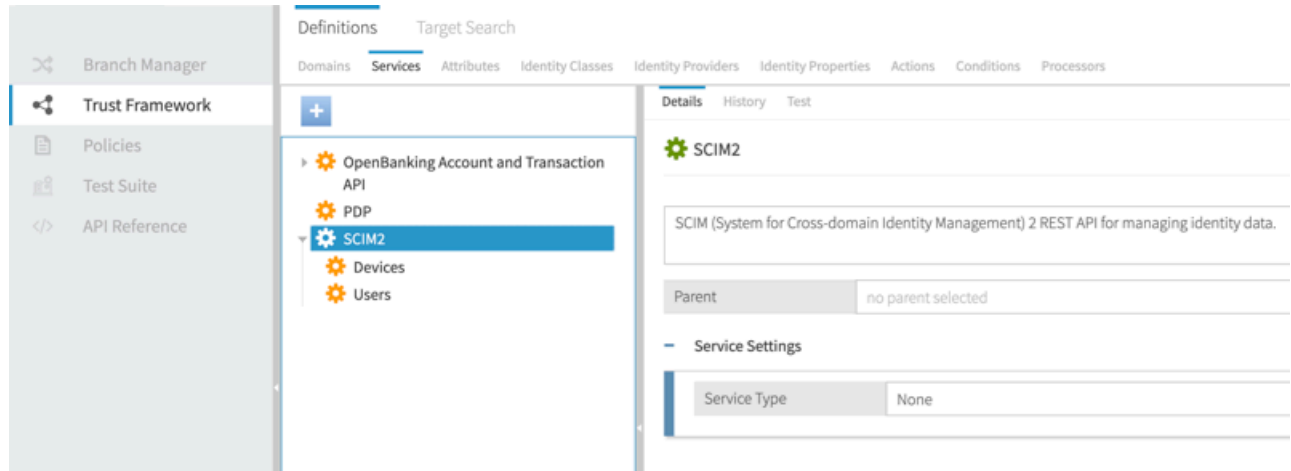 Definitions Target Search
Branch Manager
Trust Framework
Policies
Test Suite
</> API Reference
Domains Services Attributes Identity Classes Identity Providers Identity Properties Actions Conditions Processors
+
OpenBanking Account and Transaction
API
PDP
SCIM2
Devices
Users
Details History Test
SCIM2
SCIM (System for Cross-domain Identity Management) 2 REST API for managing identity data.
Parent no parent selected
− Service Settings
Service Type None